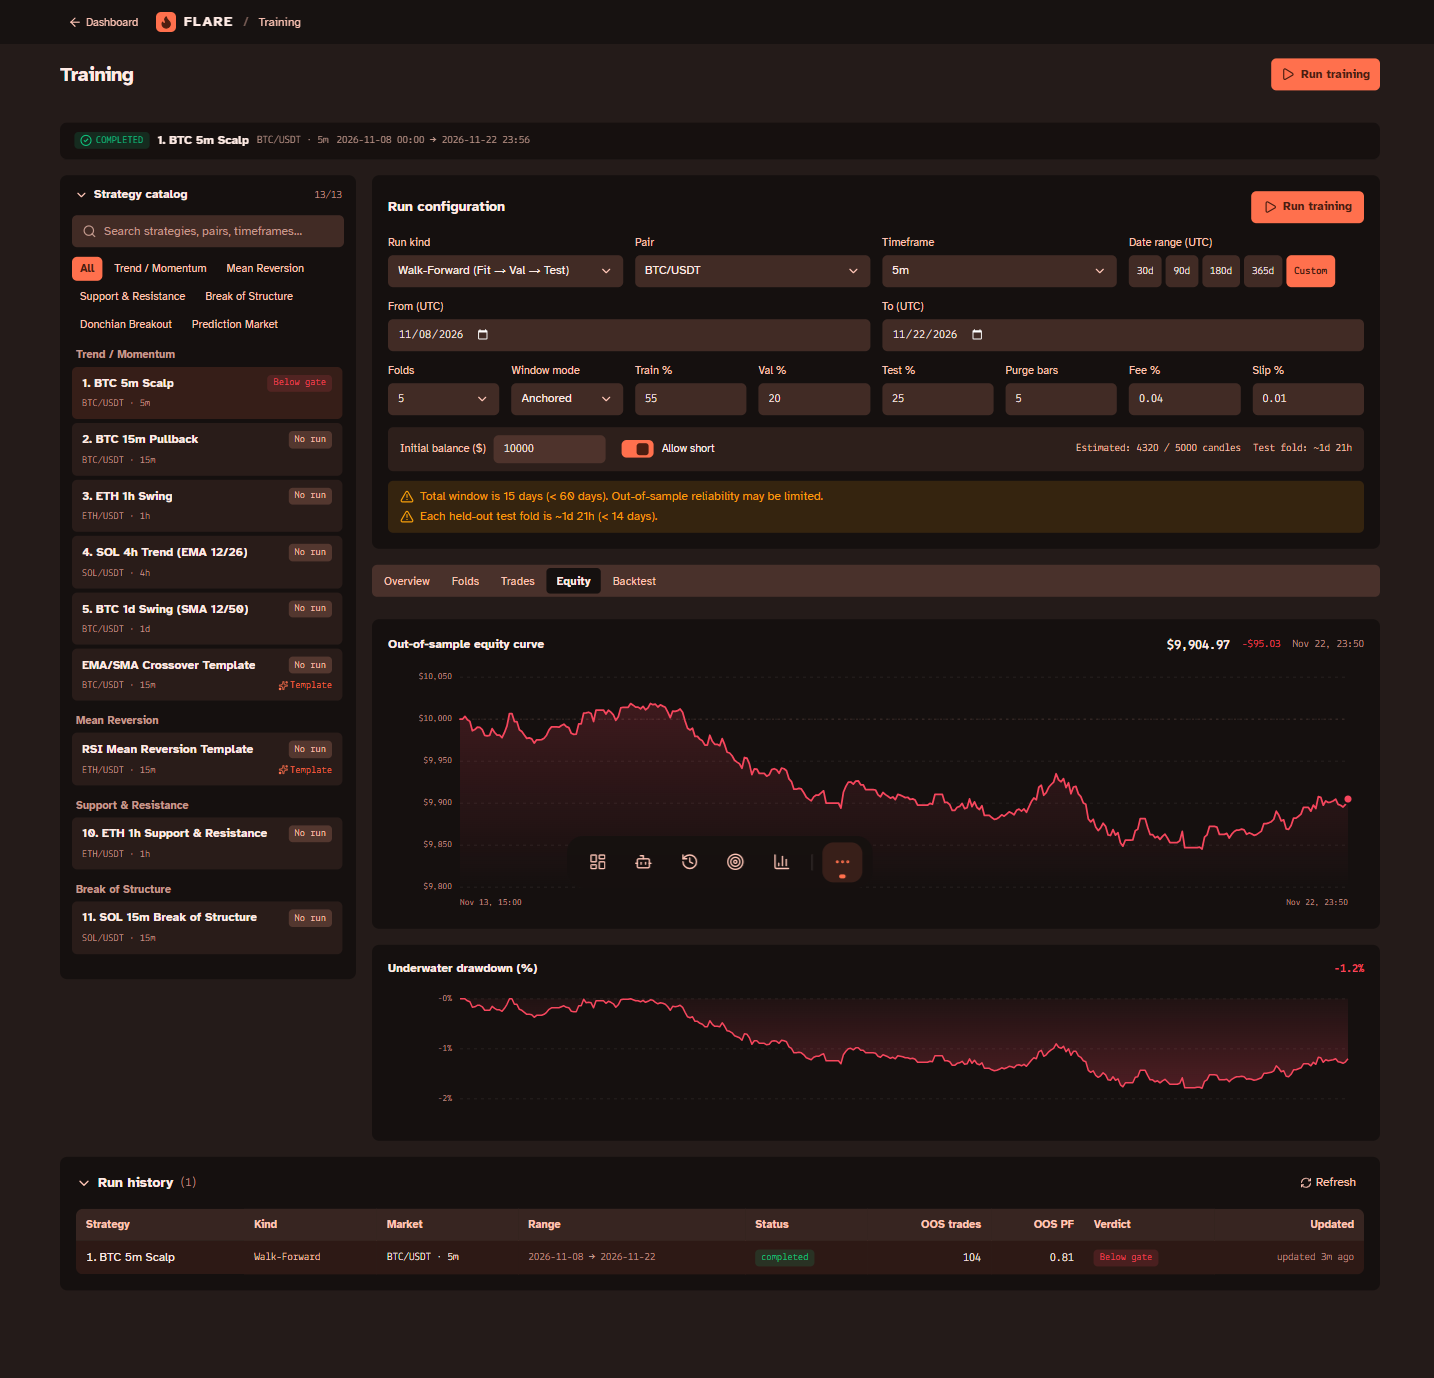 Dashboard FLARE / Training
Training
Run training
COMPLETED 1. BTC 5m Scalp BTC/USDT · 5m 2026-11-08 00:00 → 2026-11-22 23:56
Strategy catalog 13/13
Search strategies, pairs, timeframes...
All Trend / Momentum Mean Reversion
Support & Resistance Break of Structure
Donchian Breakout Prediction Market
Trend / Momentum
1. BTC 5m Scalp Below gate
BTC/USDT · 5m
2. BTC 15m Pullback No run
BTC/USDT · 15m
3. ETH 1h Swing No run
ETH/USDT · 1h
4. SOL 4h Trend (EMA 12/26) No run
SOL/USDT · 4h
5. BTC 1d Swing (SMA 12/50) No run
BTC/USDT · 1d
EMA/SMA Crossover Template No run
BTC/USDT · 15m Template
Mean Reversion
RSI Mean Reversion Template No run
ETH/USDT · 15m Template
Support & Resistance
10. ETH 1h Support & Resistance No run
ETH/USDT · 1h
Break of Structure
11. SOL 15m Break of Structure No run
SOL/USDT · 15m
Run configuration Run training
Run kind Pair Timeframe Date range (UTC)
Walk-Forward (Fit → Val → Test) BTC/USDT 5m 30d 90d 180d 365d Custom
From (UTC) To (UTC)
11/08/2026 11/22/2026
Folds Window mode Train % Val % Test % Purge bars Fee % Slip %
5 Anchored 55 20 25 5 0.04 0.01
Initial balance ($) 10000 Allow short Estimated: 4320 / 5000 candles Test fold: ~1d 21h
Total window is 15 days (< 60 days). Out-of-sample reliability may be limited.
Each held-out test fold is ~1d 21h (< 14 days).
Overview Folds Trades Equity Backtest
Out-of-sample equity curve $9,904.97 -$95.03 Nov 22, 23:50
$10,050
$10,000
$9,950
$9,900
$9,850
$9,800
Nov 13, 15:00 Nov 22, 23:50
Underwater drawdown (%) -1.2%
-0%
-1%
-2%
Run history (1) Refresh
Strategy Kind Market Range Status OOS trades OOS PF Verdict Updated
1. BTC 5m Scalp Walk-Forward BTC/USDT · 5m 2026-11-08 → 2026-11-22 completed 104 0.81 Below gate updated 3m ago